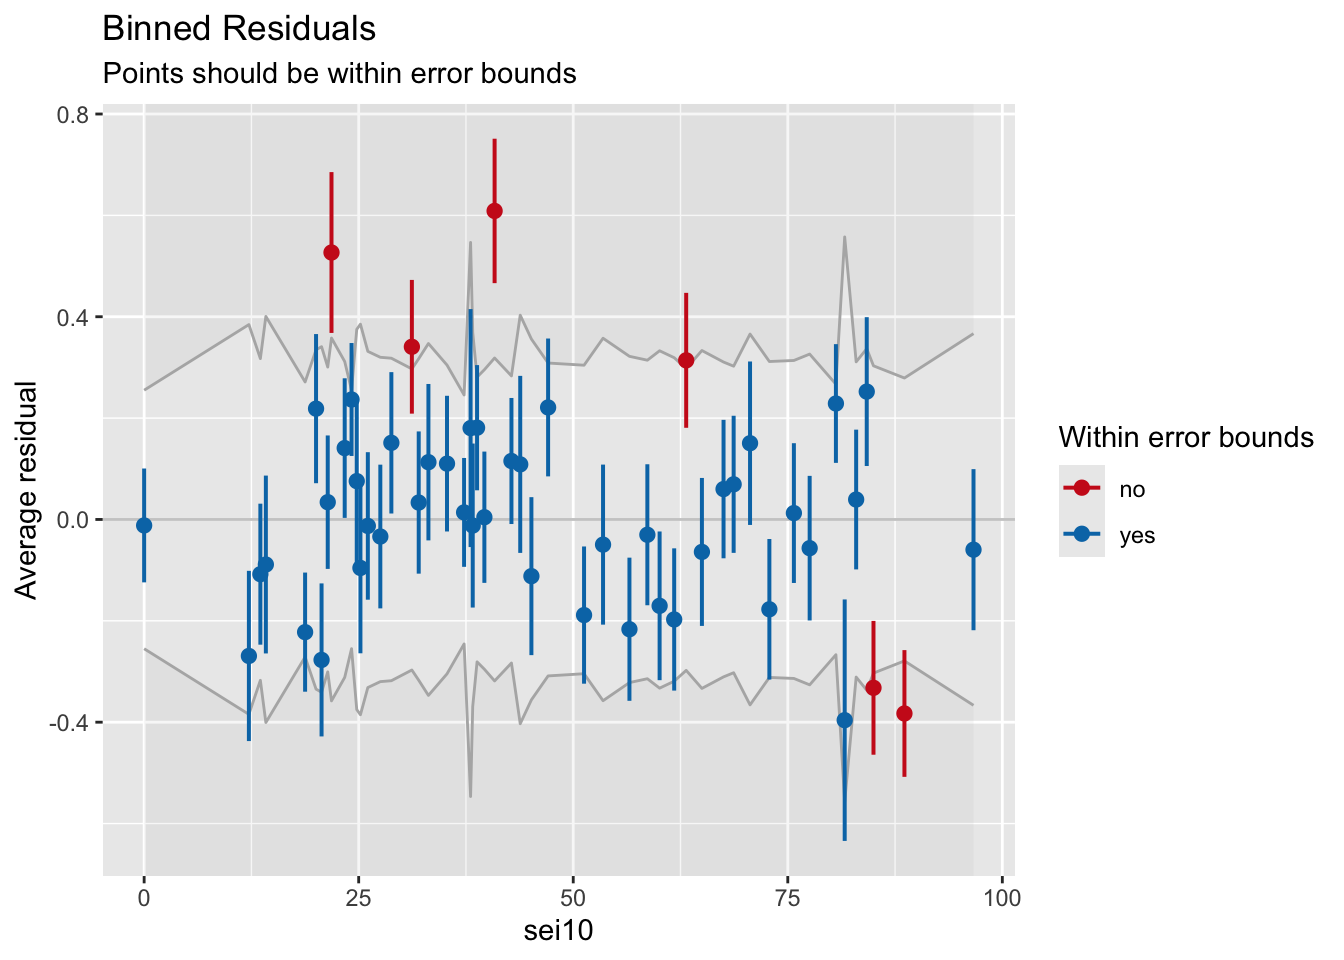 Binned Residuals
Points should be within error bounds
Average residual
0.8
0.4
0.0
-0.4
0
25
50
75
100
sei10
Within error bounds
no
yes